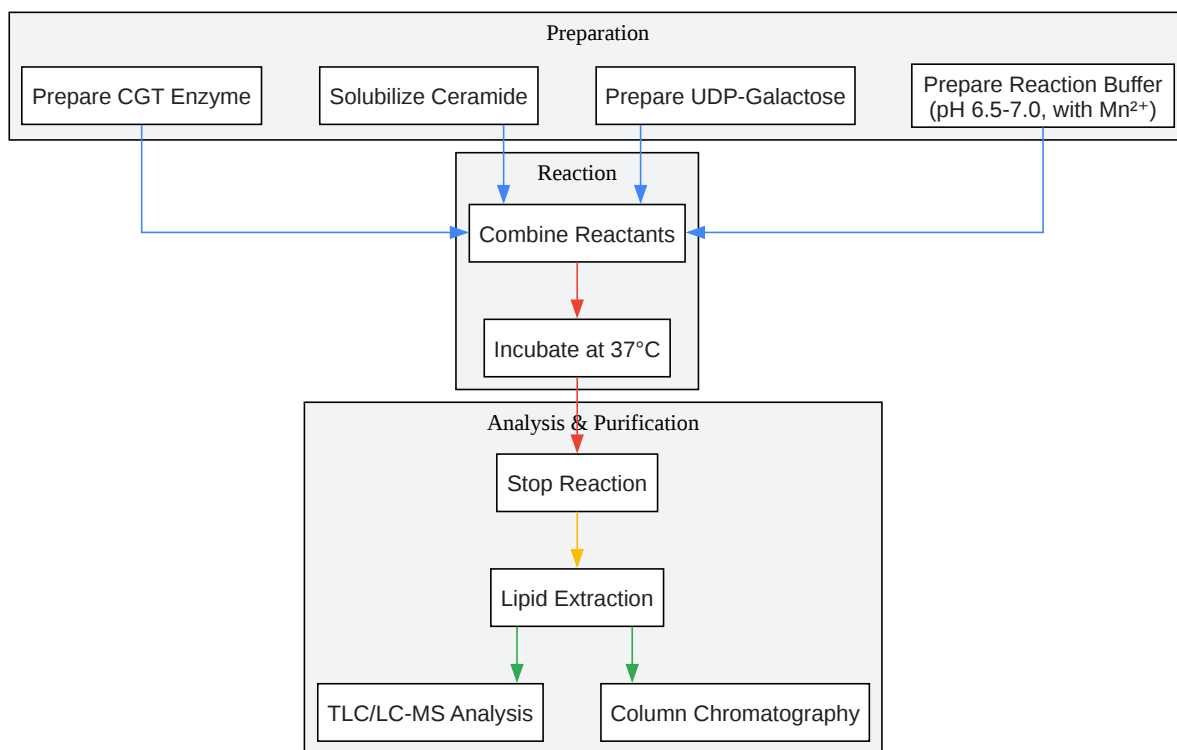 Preparation
Prepare CGT Enzyme
Solubilize Ceramide
Prepare UDP-Galactose
Prepare Reaction Buffer
(pH 6.5-7.0, with Mn²⁺)
Reaction
Combine Reactants
Incubate at 37°C
Analysis & Purification
Stop Reaction
Lipid Extraction
TLC/LC-MS Analysis
Column Chromatography